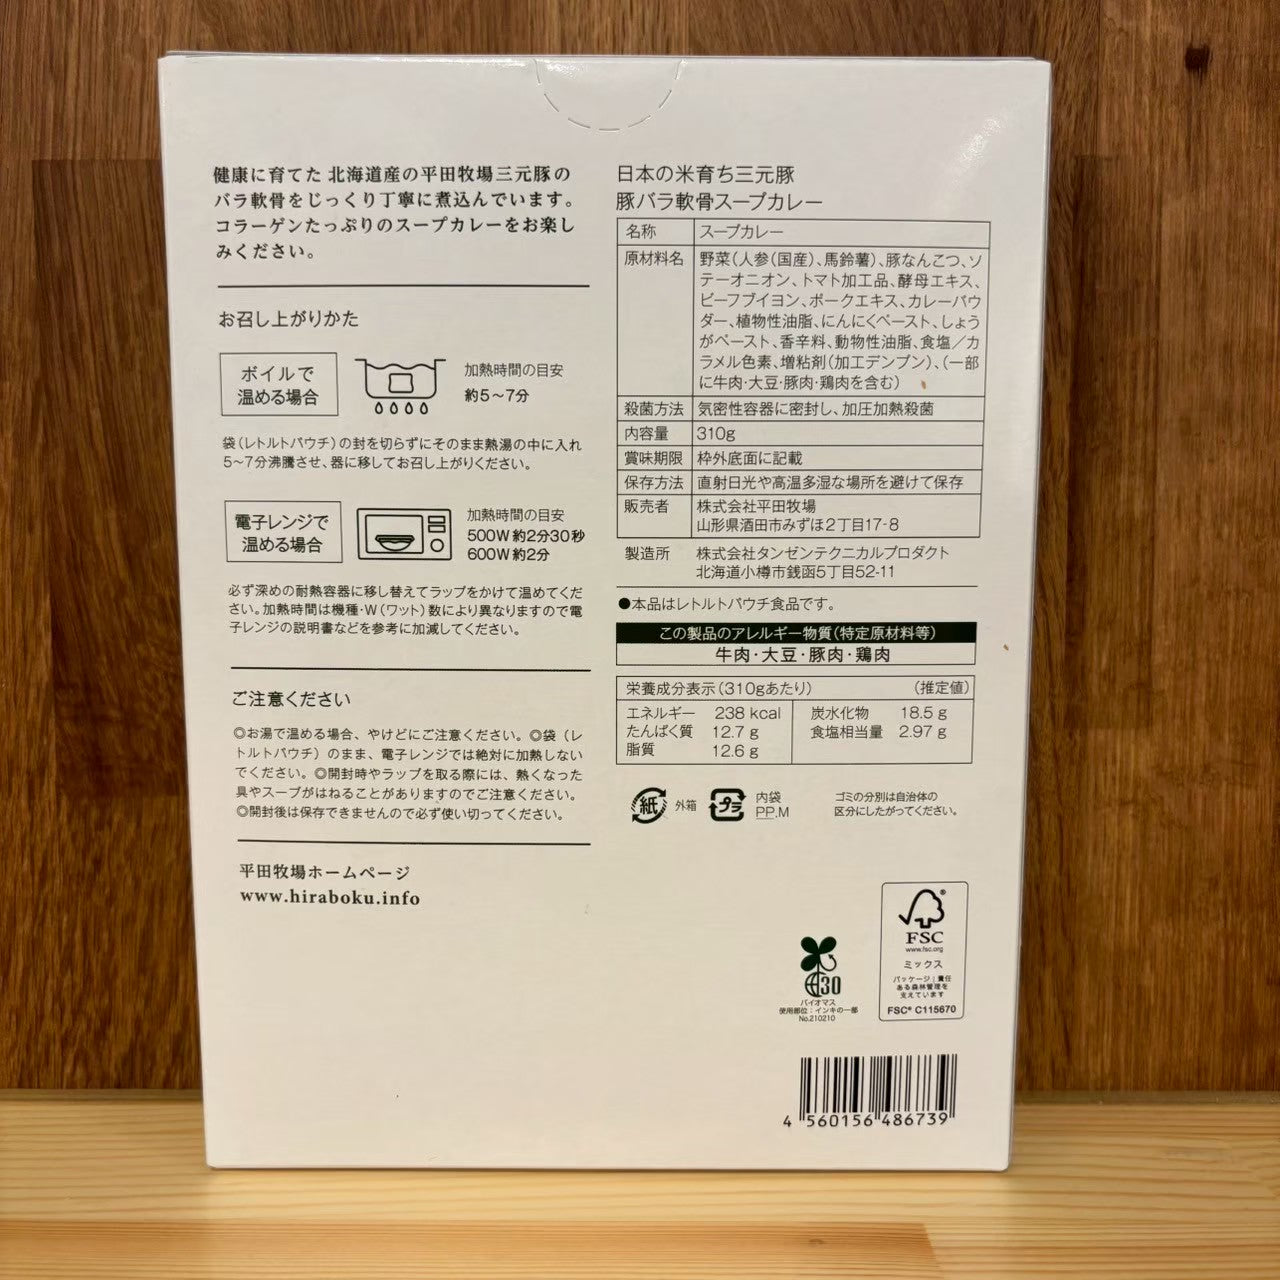 健康に育てた 北海道産の平田牧場三元豚の
バラ軟骨をじっくり丁寧に煮込んでいます。
コラーゲンたっぷりのスープカレーをお楽し
みください。
お召し上がりかた
ボイルで
温める場合
加熱時間の目安
約5〜7分
袋（レトルトパウチ）の封を切らずにそのまま熱湯の中に入れ
5〜7分沸騰させ、器に移してお召し上がりください。
電子レンジで
温める場合
加熱時間の目安
500W 約2分30秒
600W 約2分
必ず深めの耐熱容器に移し替えてラップをかけて温めてくだ
さい。加熱時間は機種・W（ワット）数により異なりますので電
子レンジの説明書などを参考に加減してください。
ご注意ください
◎お湯で温める場合、やけどにご注意ください。◎袋（レ
トルトパウチ）のまま、電子レンジでは絶対に加熱しない
でください。◎開封時やラップを取る際には、熱くなった
具やスープがはねることがありますのでご注意ください。
◎開封後は保存できませんので必ず使い切ってください。
平田牧場ホームページ
www.hiraboku.info
日本の米育ち三元豚
豚バラ軟骨スープカレー
名称 スープカレー
原材料名 野菜（人参（国産）、馬鈴薯）、豚なんこつ、ソ
テーオニオン、トマト加工品、酵母エキス、
ビーフブイヨン、ポークエキス、カレーパウ
ダー、植物性油脂、にんにくペースト、しょう
がペースト、香辛料、動物性油脂、食塩／カ
ラメル色素、増粘剤（加工デンプン）、（一部
に牛肉・大豆・豚肉・鶏肉を含む）
殺菌方法 気密性容器に密封し、加圧加熱殺菌
内容量 310g
賞味期限 枠外底面に記載
保存方法 直射日光や高温多湿な場所を避けて保存
販売者 株式会社平田牧場
山形県酒田市みずほ2丁目17-8
製造所 株式会社タンゼンテクニカルプロダクト
北海道小樽市銭函5丁目52-11
●本品はレトルトパウチ食品です。
この製品のアレルギー物質（特定原材料等）
牛肉・大豆・豚肉・鶏肉
栄養成分表示（310gあたり） （推定値）
エネルギー 238 kcal 炭水化物 18.5 g
たんぱく質 12.7 g 食塩相当量 2.97 g
脂質 12.6 g
紙 外箱 プラ 内袋
PP.M
ゴミの分別は自治体の
区分にしたがってください。
30
バイオマス
使用部位：インキの一部
No.210210
FSC®
www.fsc.org
ミックス
パッケージ｜責任
ある森林管理を
支えています
FSC® C115670
4 560156 486739